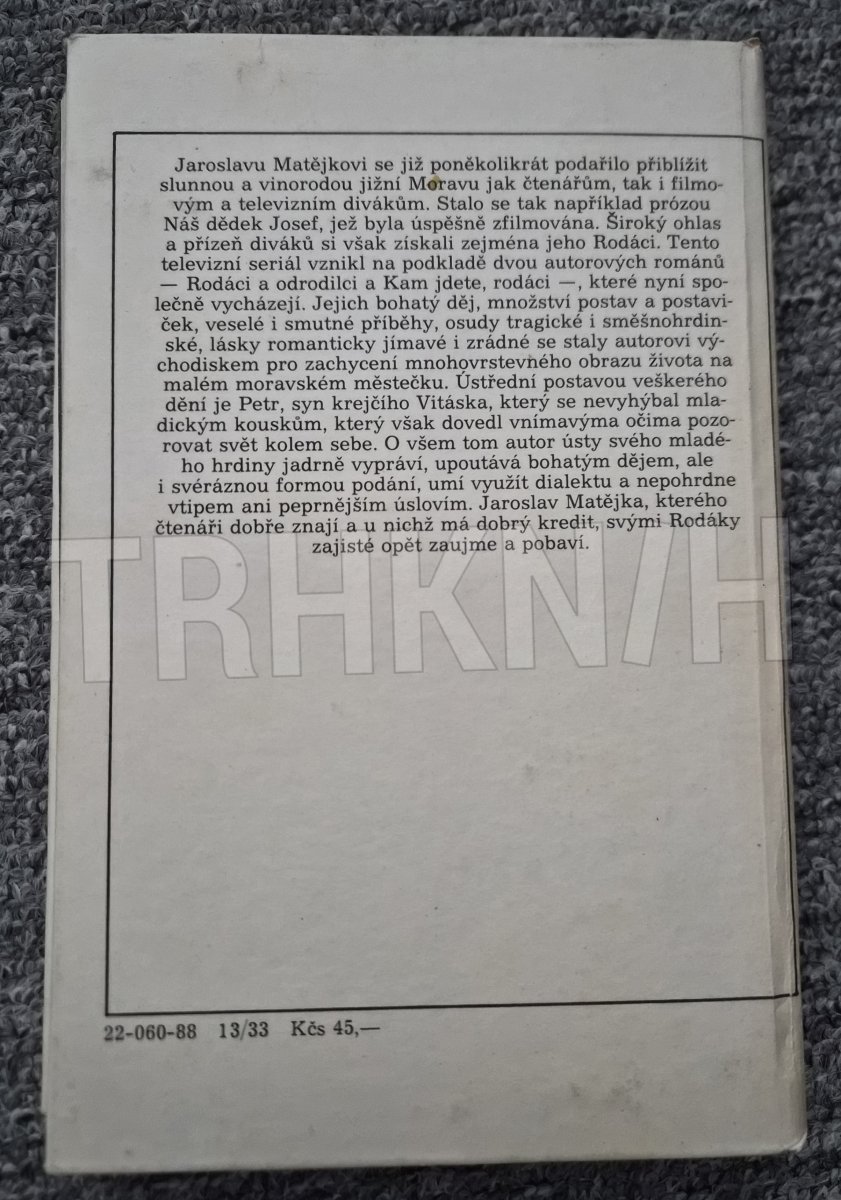 Jaroslavu Matějkovi se již poněkolikrát podařilo přiblížit
slunnou a vinorodou jižní Moravu jak čtenářům, tak i filmo-
vým a televizním divákům. Stalo se tak například prózou
Náš dědek Josef, jež byla úspěšně zfilmována. Široký ohlas
a přízeň diváků si však získali zejména jeho Rodáci. Tento
televizní seriál vznikl na podkladě dvou autorových románů
— Rodáci a odrodilci a Kam jdete, rodáci —, které nyní spo-
lečně vycházejí. Jejich bohatý děj, množství postav a postavi-
ček, veselé i smutné příběhy, osudy tragické i směšnohrdin-
ské, lásky romanticky jímavé i zrádné se staly autorovi vý-
chodiskem pro zachycení mnohovrstevného obrazu života na
malém moravském městečku. Ústřední postavou veškerého
dění je Petr, syn krejčího Vitáska, který se nevyhýbal mla-
dickým kouskům, který však dovedl vnímavýma očima pozo-
rovat svět kolem sebe. O všem tom autor ústy svého mladé-
ho hrdiny jadrně vypráví, upoutává bohatým dějem, ale
i svéráznou formou podání, umí využít dialektu a nepohrdne
vtipem ani peprnějším úslovím. Jaroslav Matějka, kterého
čtenáři dobře znají a u nichž má dobrý kredit, svými Rodáky
zajisté opět zaujme a pobaví.
TRHKNIH
22-060-88 13/33 Kčs 45,—